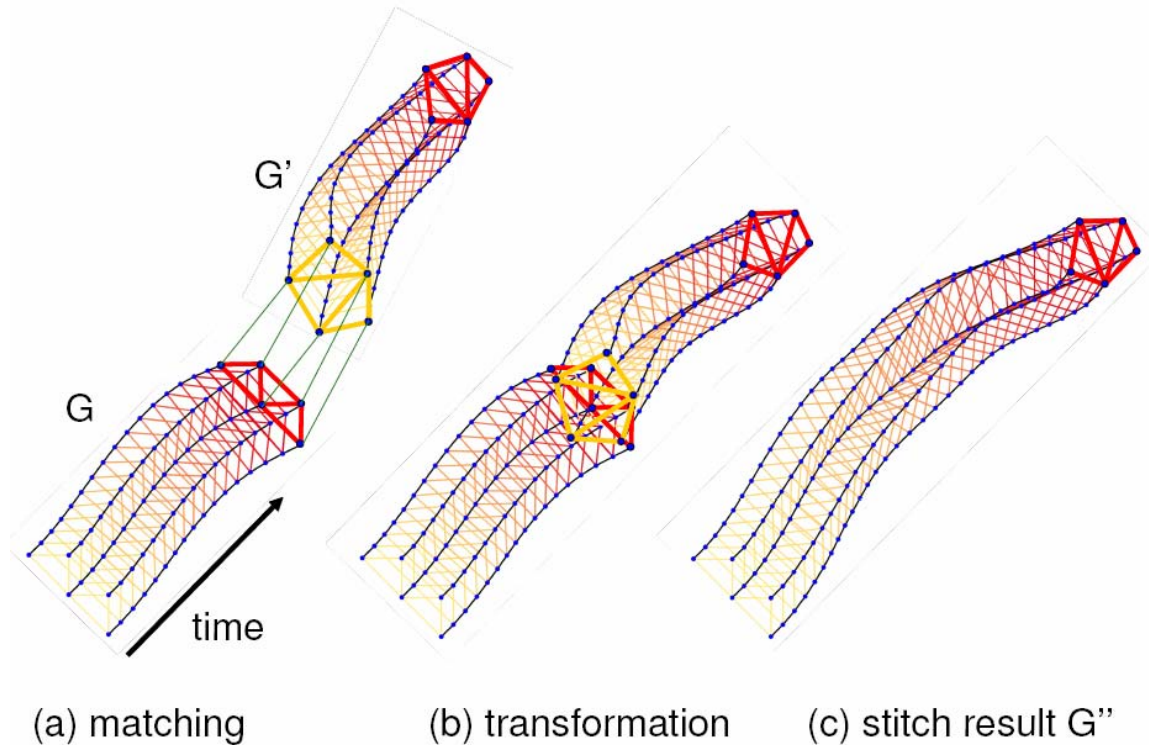 G’
G
time
(a) matching
(b) transformation
(c) stitch result G’’